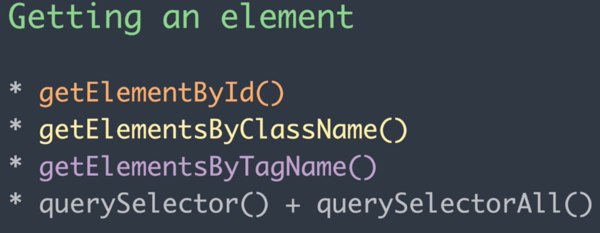 Getting an element
* getElementById()
* getElementsByClassName()
* getElementsByTagName()
* querySelector() + querySelectorAll()